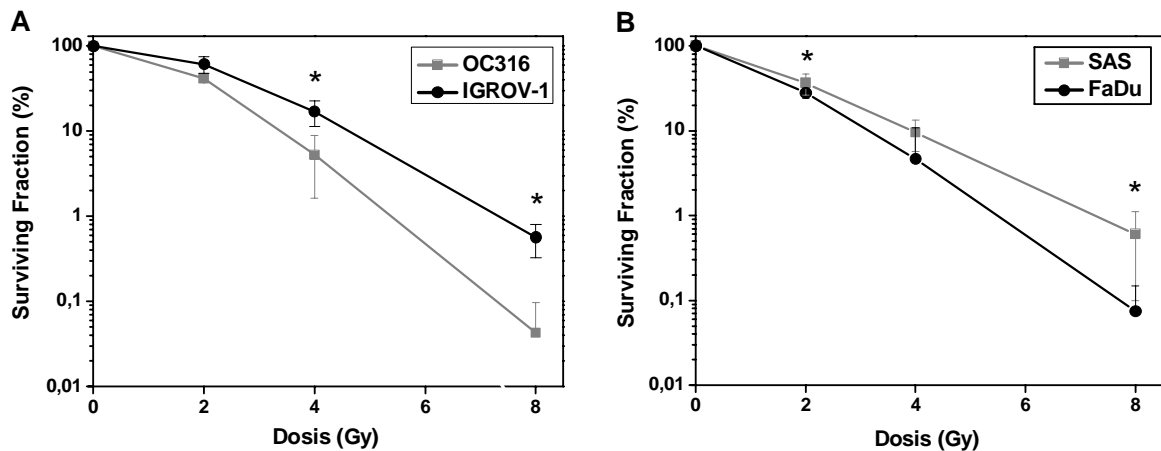 A
100
10
1
0,1
0,01
Surviving Fraction (%)
OC316
IGROV-1
*
*
0 2 4 6 8
Dosis (Gy)
B
100
10
1
0,1
0,01
Surviving Fraction (%)
SAS
FaDu
*
*
0 2 4 6 8
Dosis (Gy)